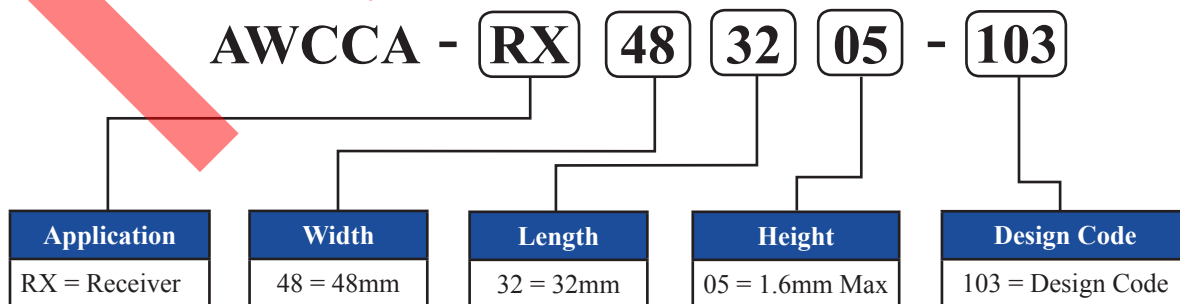 AWCCA - RX 48 32 05 - 103
Application Width Length Height Design Code
RX = Receiver 48 = 48mm 32 = 32mm 05 = 1.6mm Max 103 = Design Code